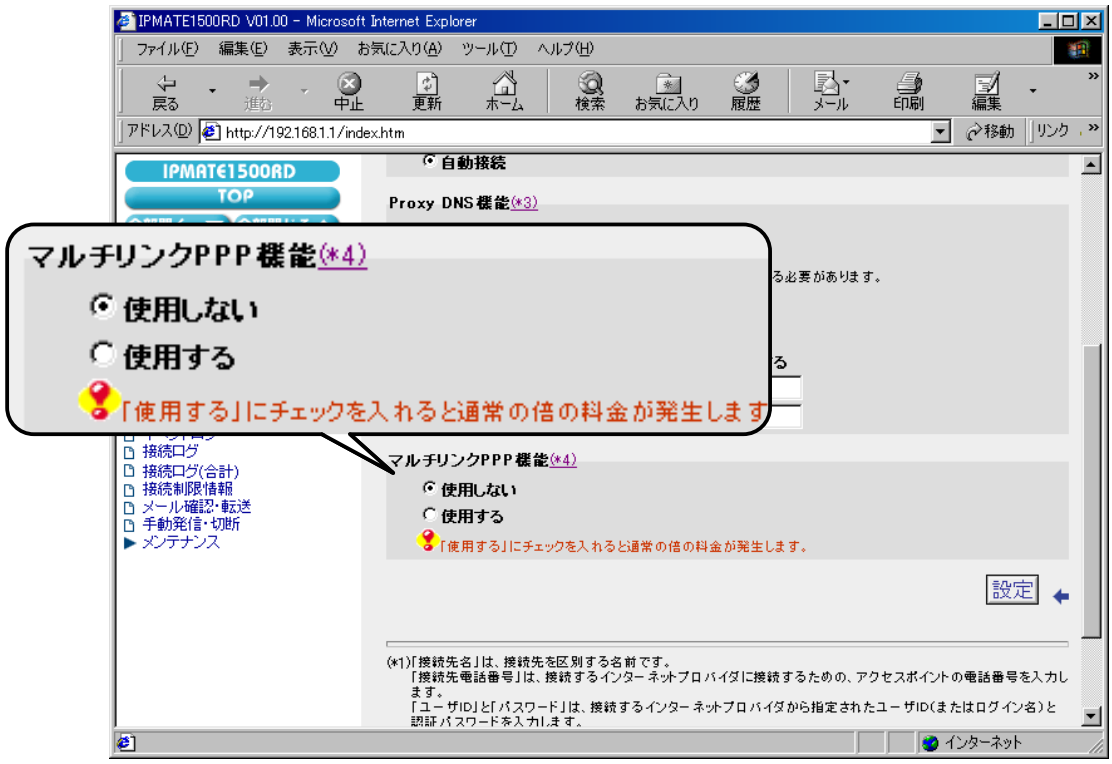 IPMATE1500RD V01.00 - Microsoft Internet Explorer
ファイル(F) 編集(E) 表示(V) お気に入り(A) ツール(T) ヘルプ(H)
戻る 進む 中止 更新 ホーム 検索 お気に入り 履歴 メール 印刷 編集 »
アドレス(D) http://192.168.1.1/index.htm 移動 リンク »
IPMATE1500RD
TOP
自動接続
Proxy DNS機能(*3)
る必要があります。
る
マルチリンクPPP機能(*4)
使用しない
使用する
「使用する」にチェックを入れると通常の倍の料金が発生します
接続ログ
接続ログ(合計)
接続制限情報
メール確認・転送
手動発信・切断
メンテナンス
マルチリンクPPP機能(*4)
使用しない
使用する
「使用する」にチェックを入れると通常の倍の料金が発生します。
設定
(*1)「接続先名」は、接続先を区別する名前です。
「接続先電話番号」は、接続するインターネットプロバイダに接続するための、アクセスポイントの電話番号を入力し
ます。
「ユーザID」と「パスワード」は、接続するインターネットプロバイダから指定されたユーザID(またはログイン名)と
認証パスワードを入力します。
インターネット